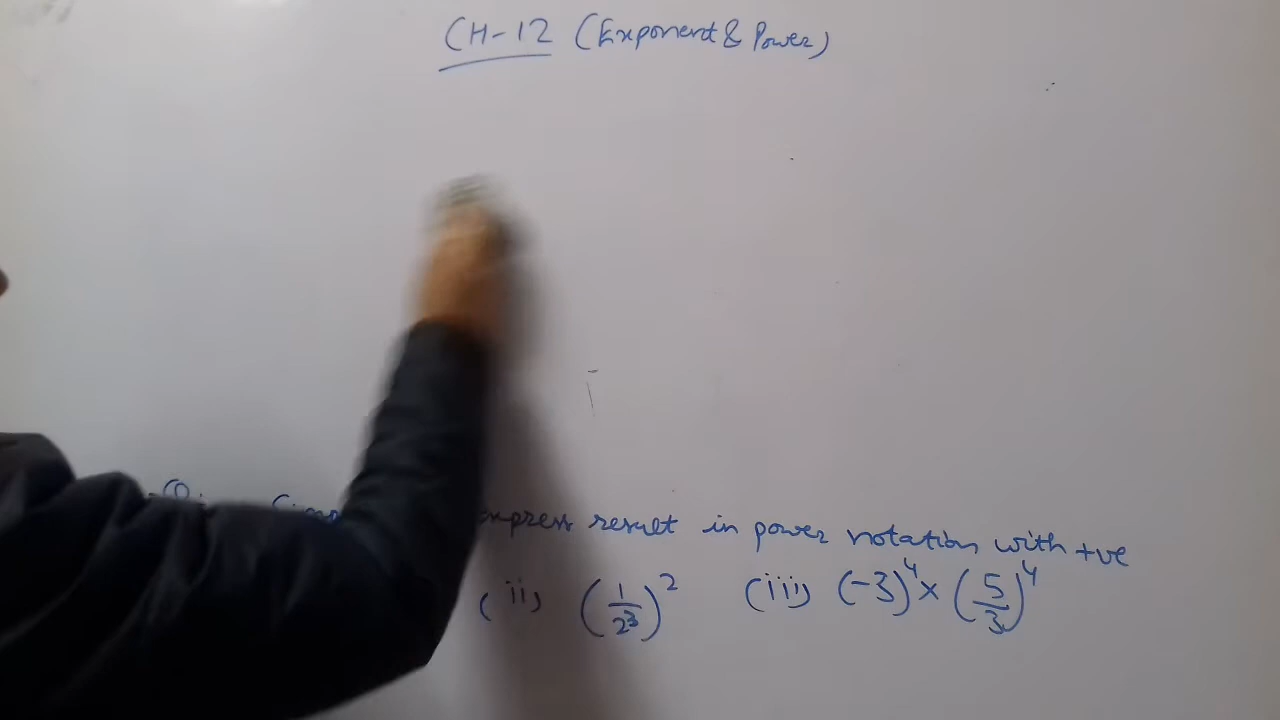 CH-12 (Exponent & Power)
result in power notation with +ve
(ii) (1/2³)² (iii) (-3)⁴ × (5/3)⁴